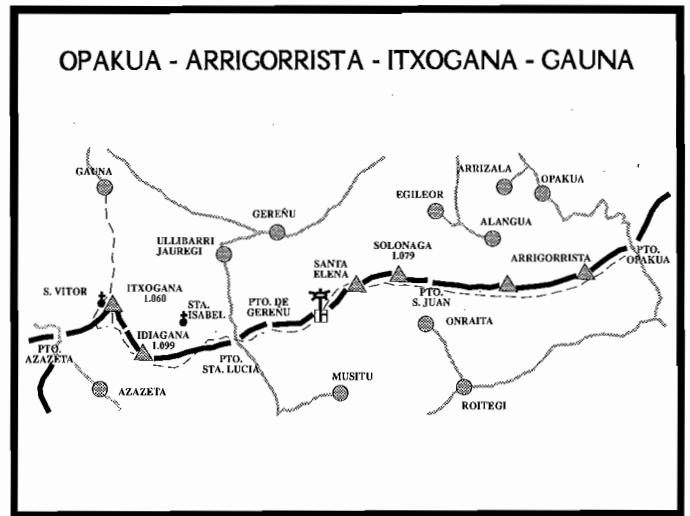 OPAKUA - ARRIGORRISTA - ITXOGANA - GAUNA
GAUNA
ARRIZALA
OPAKUA
EGILEOR
GEREÑU
ALANGUA
ULLIBARRI
JAUREGI
SOLONAGA
1.079
PTO.
OPAKUA
SANTA
ELENA
ARRIGORRISTA
S. VITOR
ITXOGANA
1.060
STA.
ISABEL
PTO. DE
GEREÑU
PTO.
S. JUAN
ONRAITA
PTO.
AZAZETA
IDIAGANA
1.099
PTO.
STA. LUCIA
AZAZETA
MUSITU
ROITEGI